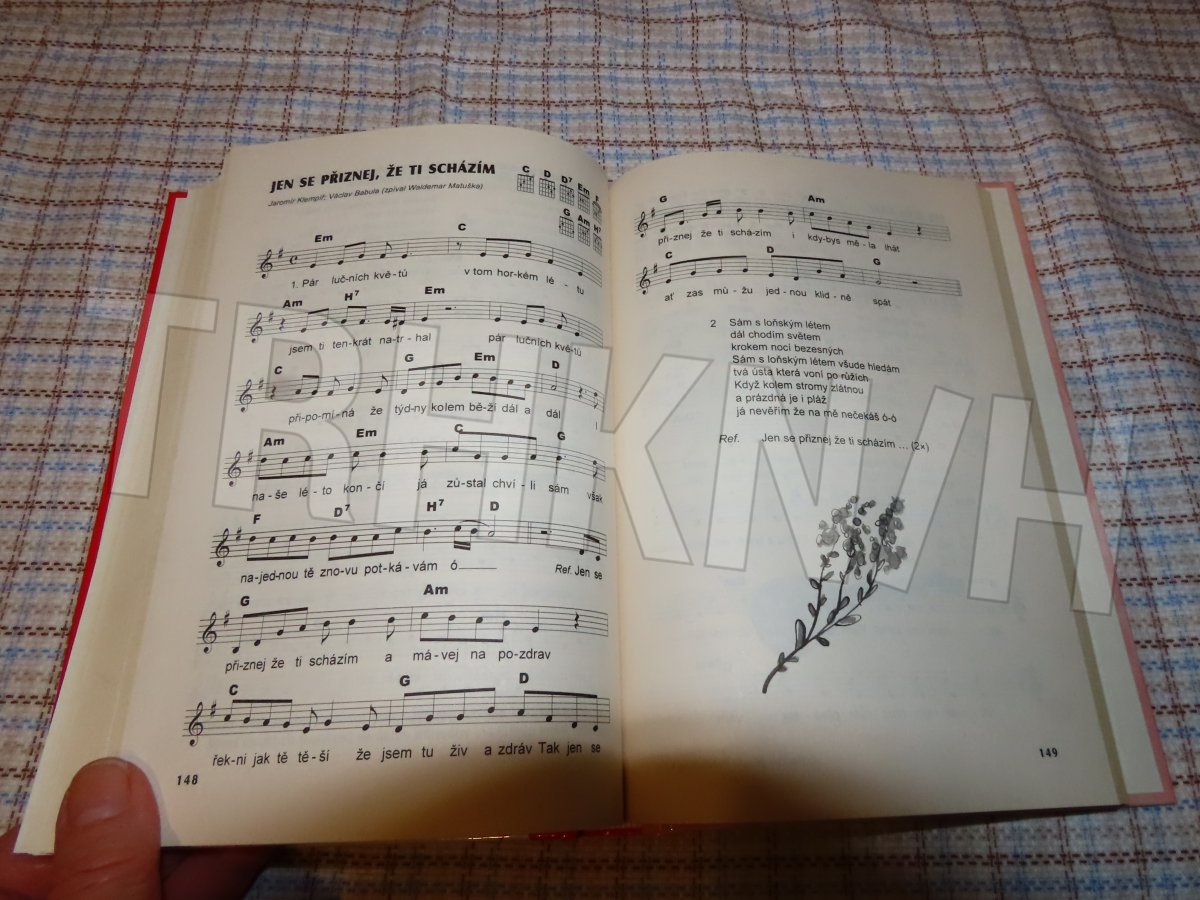 JEN SE PŘIZNEJ, ŽE TI SCHÁZÍM
Jaromír Klempíř, Václav Babula (zpíval Waldemar Matuška)
C D D7 Em F
G Am H7
Em C
1. Pár luč-ních kvě-tů v tom hor-kém lé - tu
Am H7 Em
jsem ti ten-krát na-tr-hal pár lučních kvě-tů
C G Em D
při-po-mí-ná že týd-ny kolem bě-ží dál a dál I
Am Em C G
na-še lé-to kon-čí já zů-stal chví-li sám však
F D7 H7 D
na-jed-nou tě zno-vu pot-ká-vám ó
Ref. Jen se
G Am
při-znej že ti scházím a má-vej na po-zdrav
C G D
řek-ni jak tě tě-ší že jsem tu živ a zdráv Tak jen se
148
G Am
při-znej že ti schá-zím i kdy-bys mě-la lhát
C D G
ať zas mů-žu jed-nou klid-ně spát
2 Sám s loňským létem
dál chodím světem
krokem nocí bezesných
Sám s loňským létem všude hledám
tvá ústa která voní po růžích
Když kolem stromy zlátnou
a prázdná je i pláž
já nevěřím že na mě nečekáš ó-ó
Ref. Jen se přiznej že ti scházím ... (2×)
149
TRHKNIH